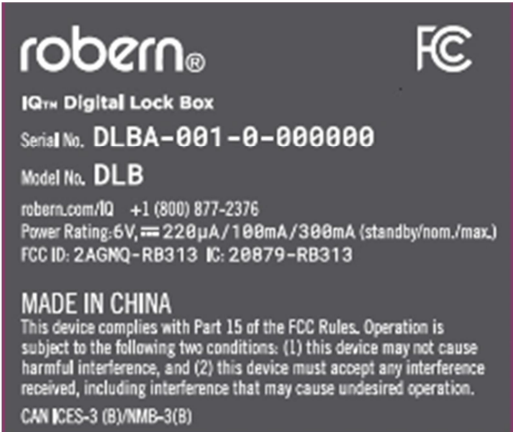 robern® FC
IQ™ Digital Lock Box
Serial No. DLBA-001-0-000000
Model No. DLB
robern.com/IQ +1 (800) 877-2376
Power Rating:6V,⎓220µA/100mA/300mA (standby/nom./max.)
FCC ID: 2AGMQ-RB313 IC: 20879-RB313
MADE IN CHINA
This device complies with Part 15 of the FCC Rules. Operation is
subject to the following two conditions: (1) this device may not cause
harmful interference, and (2) this device must accept any interference
received, including interference that may cause undesired operation.
CAN ICES-3 (B)/NMB-3(B)